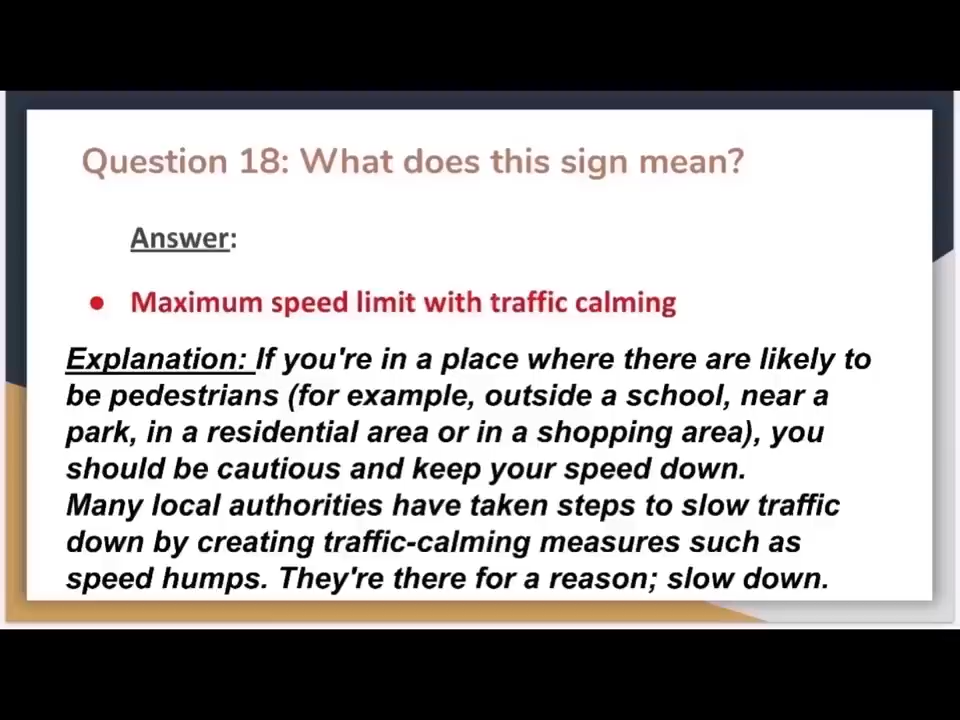 Question 18: What does this sign mean?
Answer:
● Maximum speed limit with traffic calming
Explanation: If you're in a place where there are likely to
be pedestrians (for example, outside a school, near a
park, in a residential area or in a shopping area), you
should be cautious and keep your speed down.
Many local authorities have taken steps to slow traffic
down by creating traffic-calming measures such as
speed humps. They're there for a reason; slow down.